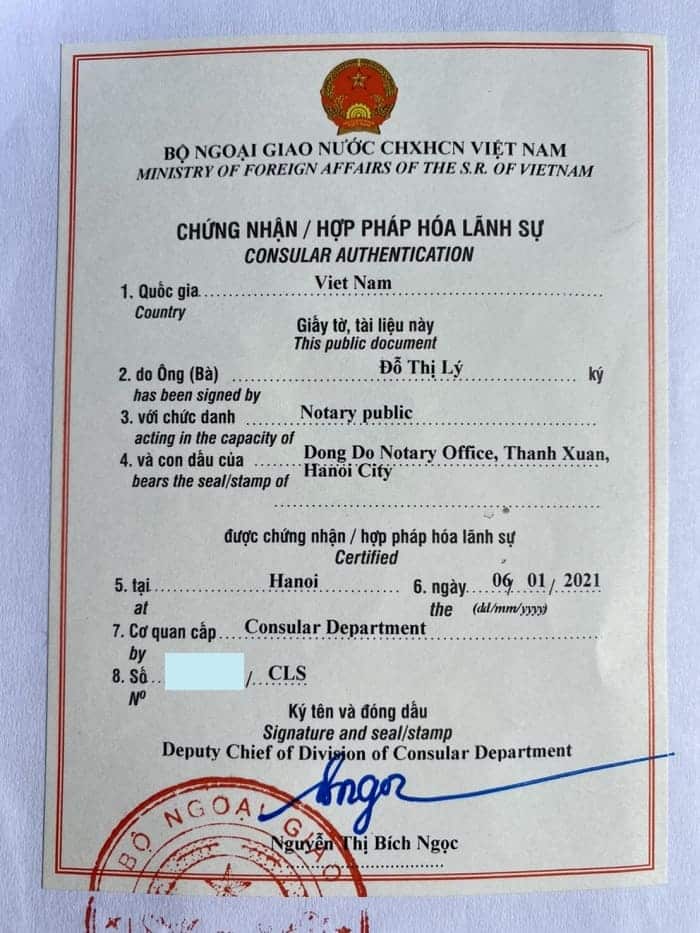 BỘ NGOẠI GIAO NƯỚC CHXHCN VIỆT NAM
MINISTRY OF FOREIGN AFFAIRS OF THE S.R. OF VIETNAM
CHỨNG NHẬN / HỢP PHÁP HÓA LÃNH SỰ
CONSULAR AUTHENTICATION
1. Quốc gia Viet Nam
Country
Giấy tờ, tài liệu này
This public document
2. do Ông (Bà) Đỗ Thị Lý ký
has been signed by
3. với chức danh Notary public
acting in the capacity of
4. và con dấu của Dong Do Notary Office, Thanh Xuan,
bears the seal/stamp of Hanoi City
được chứng nhận / hợp pháp hóa lãnh sự
Certified
5. tại Hanoi 6. ngày 06/ 01 / 2021
at the (dd/mm/yyyy)
7. Cơ quan cấp Consular Department
by
8. Số / CLS
Nº
Ký tên và đóng dấu
Signature and seal/stamp
Deputy Chief of Division of Consular Department
Nguyễn Thị Bích Ngọc
BỘ NGOẠI GIAO